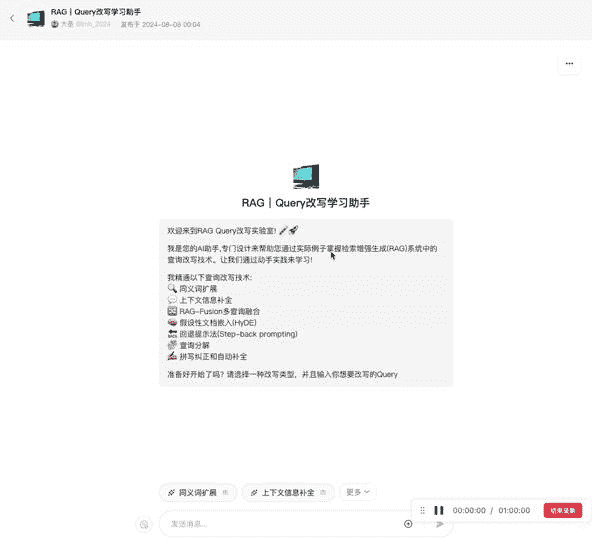 RAG｜Query改写学习助手
大圣 @lmh_2024 发布于 2024-08-08 00:04
RAG｜Query改写学习助手
欢迎来到RAG Query改写实验室!
我是您的AI助手,专门设计来帮助您通过实际例子掌握检索增强生成(RAG)系统中的
查询改写技术。让我们通过动手实践来学习!
我精通以下查询改写技术:
同义词扩展
上下文信息补全
RAG-Fusion多查询融合
假设性文档嵌入(HyDE)
回退提示法(Step-back prompting)
查询分解
拼写纠正和自动补全
准备好开始了吗? 请选择一种改写类型，并且输入你想要改写的Query
同义词扩展 上下文信息补全 更多
发送消息...
00:00:00 / 01:00:00 结束录制